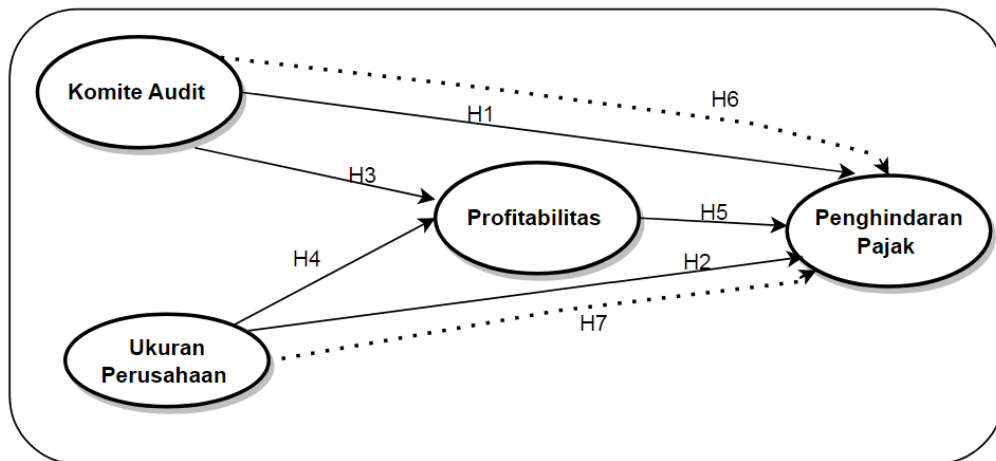 Komite Audit
H6
H1
H3
Profitabilitas
H5
Penghindaran
Pajak
H4
H2
H7
Ukuran
Perusahaan